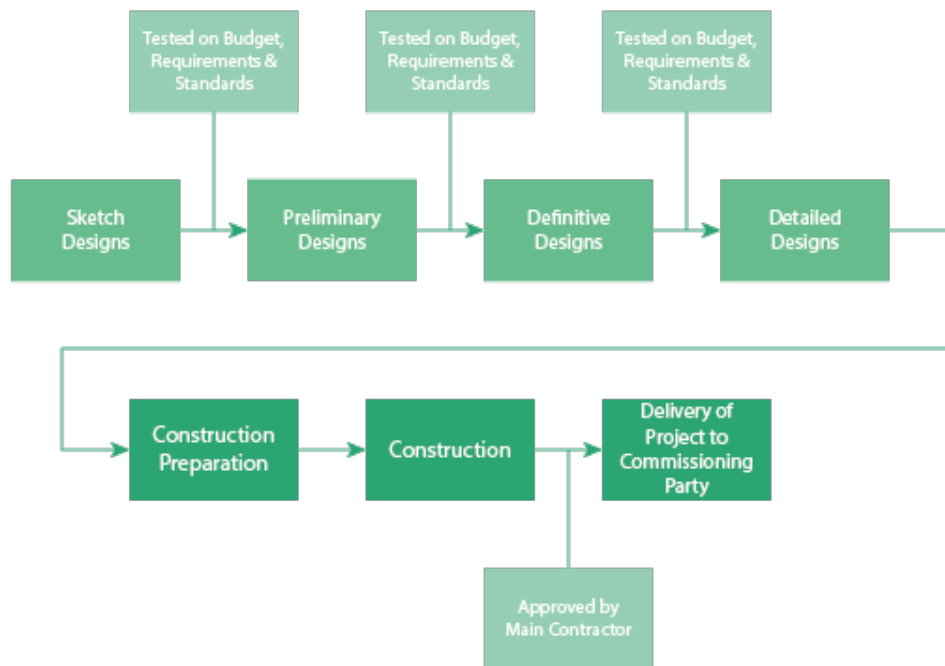 Tested on Budget,
Requirements &
Standards
Tested on Budget,
Requirements &
Standards
Tested on Budget,
Requirements &
Standards
Sketch
Designs
Preliminary
Designs
Definitive
Designs
Detailed
Designs
Construction
Preparation
Construction
Delivery of
Project to
Commissioing
Party
Approved by
Main Contractor